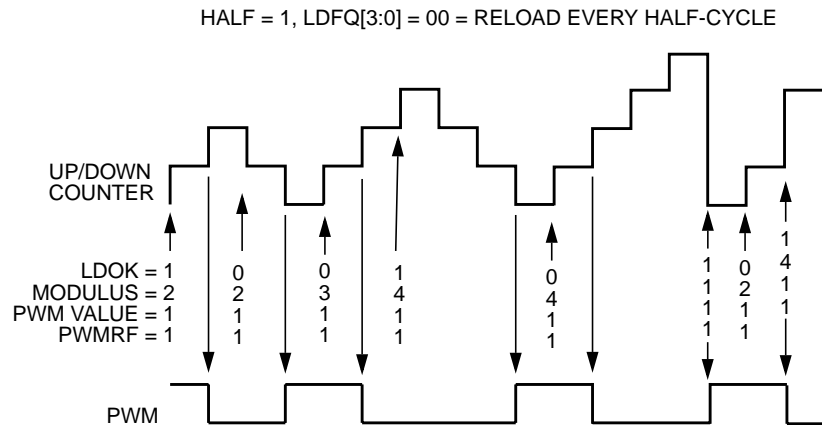 HALF = 1, LDFQ[3:0] = 00 = RELOAD EVERY HALF-CYCLE
UP/DOWN
COUNTER
LDOK = 1 0 0 1 0 1 0 1
MODULUS = 2 2 3 4 4 1 2 4
PWM VALUE = 1 1 1 1 1 1 1 1
PWMRF = 1 1 1 1 1 1 1 1
PWM